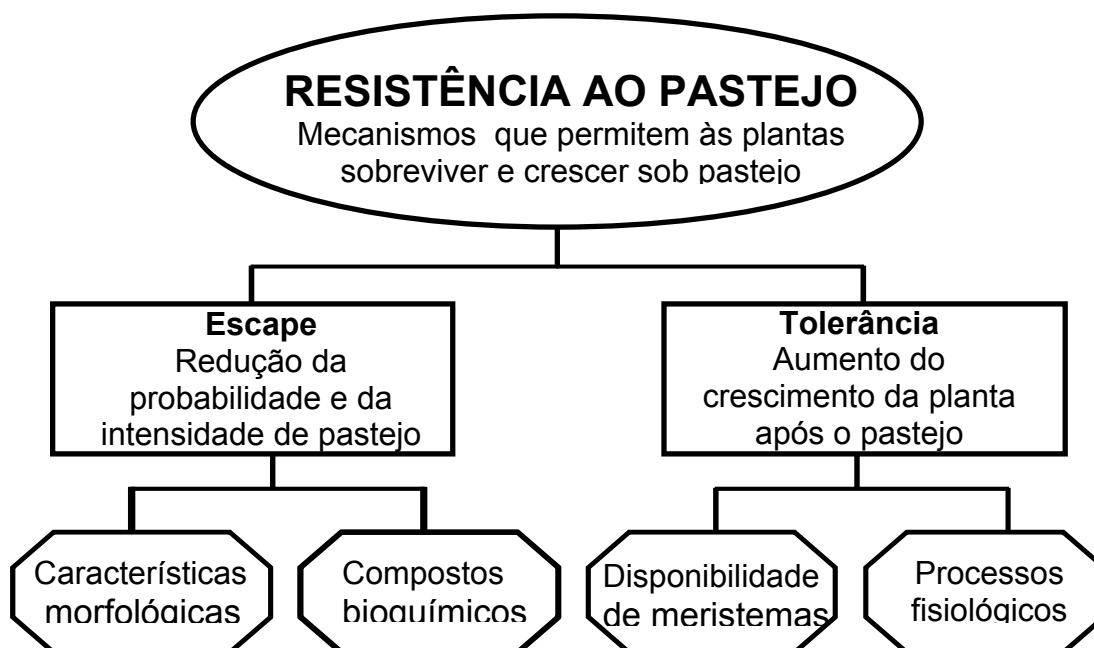 RESISTÊNCIA AO PASTEJO
Mecanismos que permitem às plantas
sobreviver e crescer sob pastejo
Escape
Redução da
probabilidade e da
intensidade de pastejo
Tolerância
Aumento do
crescimento da planta
após o pastejo
Características
morfológicas
Compostos
bioquímicos
Disponibilidade
de meristemas
Processos
fisiológicos